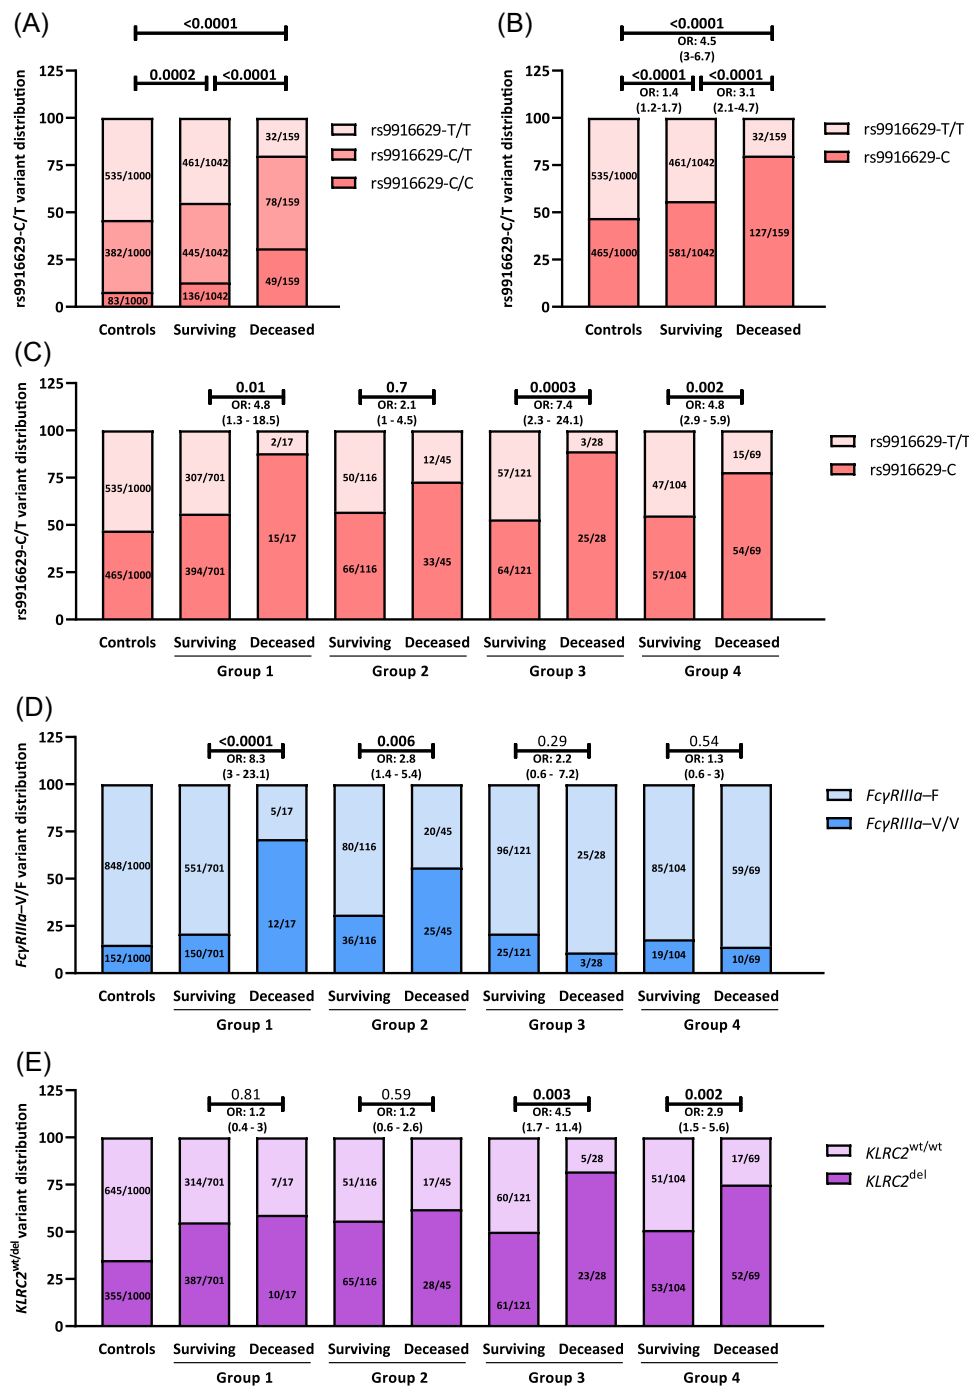 (A)
<0.0001
0.0002 <0.0001
rs9916629-C/T variant distribution
125
100
75
50
25
0
535/1000
382/1000
83/1000
461/1042
445/1042
136/1042
32/159
78/159
49/159
Controls Surviving Deceased
rs9916629-T/T
rs9916629-C/T
rs9916629-C/C
(B)
<0.0001
OR: 4.5
(3-6.7)
<0.0001 <0.0001
OR: 1.4 OR: 3.1
(1.2-1.7) (2.1-4.7)
rs9916629-C/T variant distribution
125
100
75
50
25
0
535/1000
465/1000
461/1042
581/1042
32/159
127/159
Controls Surviving Deceased
rs9916629-T/T
rs9916629-C
(C)
rs9916629-C/T variant distribution
125
100
75
50
25
0
0.01 0.7 0.0003 0.002
OR: 4.8 OR: 2.1 OR: 7.4 OR: 4.8
(1.3 - 18.5) (1 - 4.5) (2.3 - 24.1) (2.9 - 5.9)
535/1000
465/1000
307/701
394/701
2/17
15/17
50/116
66/116
12/45
33/45
57/121
64/121
3/28
25/28
47/104
57/104
15/69
54/69
Controls Surviving Deceased Surviving Deceased Surviving Deceased Surviving Deceased
Group 1 Group 2 Group 3 Group 4
rs9916629-T/T
rs9916629-C
(D)
FcγRIIIa–V/F variant distribution
125
100
75
50
25
0
<0.0001 0.006 0.29 0.54
OR: 8.3 OR: 2.8 OR: 2.2 OR: 1.3
(3 - 23.1) (1.4 - 5.4) (0.6 - 7.2) (0.6 - 3)
848/1000
152/1000
551/701
150/701
5/17
12/17
80/116
36/116
20/45
25/45
96/121
25/121
25/28
3/28
85/104
19/104
59/69
10/69
Controls Surviving Deceased Surviving Deceased Surviving Deceased Surviving Deceased
Group 1 Group 2 Group 3 Group 4
FcγRIIIa–F
FcγRIIIa–V/V
(E)
KLRC2wt/del variant distribution
125
100
75
50
25
0
0.81 0.59 0.003 0.002
OR: 1.2 OR: 1.2 OR: 4.5 OR: 2.9
(0.4 - 3) (0.6 - 2.6) (1.7 - 11.4) (1.5 - 5.6)
645/1000
355/1000
314/701
387/701
7/17
10/17
51/116
65/116
17/45
28/45
60/121
61/121
5/28
23/28
51/104
53/104
17/69
52/69
Controls Surviving Deceased Surviving Deceased Surviving Deceased Surviving Deceased
Group 1 Group 2 Group 3 Group 4
KLRC2wt/wt
KLRC2del